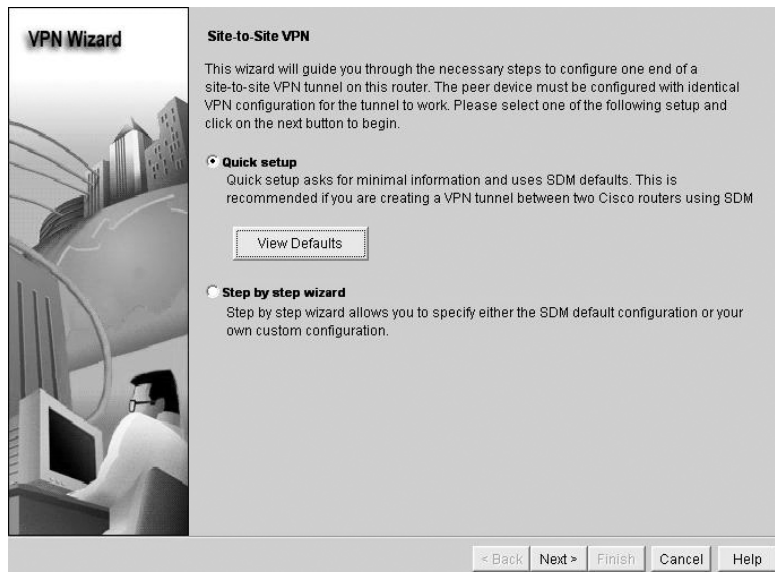 VPN Wizard
Site-to-Site VPN
This wizard will guide you through the necessary steps to configure one end of a
site-to-site VPN tunnel on this router. The peer device must be configured with identical
VPN configuration for the tunnel to work. Please select one of the following setup and
click on the next button to begin.
Quick setup
Quick setup asks for minimal information and uses SDM defaults. This is
recommended if you are creating a VPN tunnel between two Cisco routers using SDM
View Defaults
Step by step wizard
Step by step wizard allows you to specify either the SDM default configuration or your
own custom configuration.
< Back Next > Finish Cancel Help